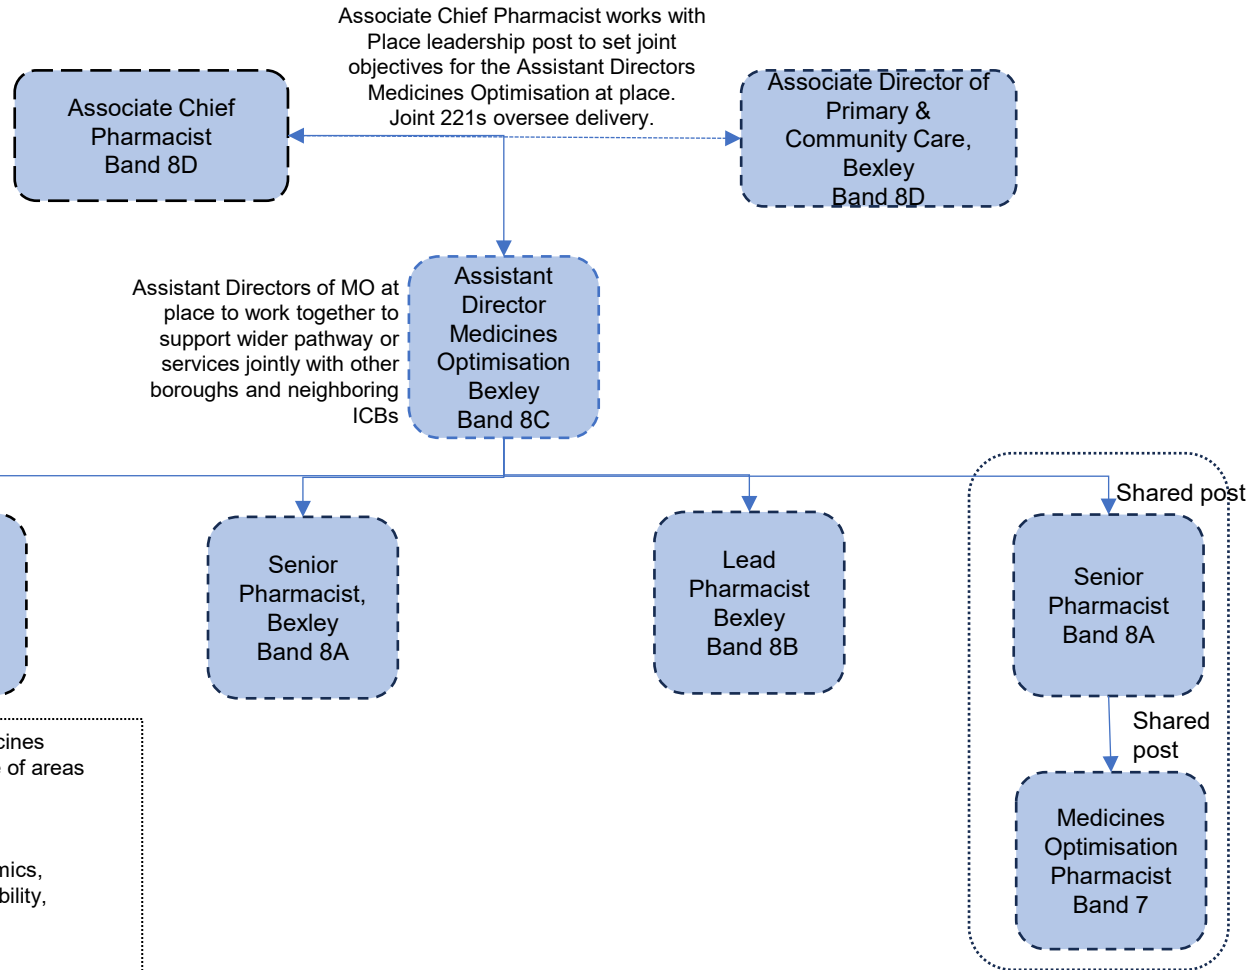 Associate Chief Pharmacist works with
Place leadership post to set joint
objectives for the Assistant Directors
Medicines Optimisation at place.
Joint 221s oversee delivery.
Associate Chief
Pharmacist
Band 8D
Associate Director of
Primary &
Community Care,
Bexley
Band 8D
Assistant Directors of MO at
place to work together to
support wider pathway or
services jointly with other
boroughs and neighboring
ICBs
Assistant
Director
Medicines
Optimisation
Bexley
Band 8C
Senior
Pharmacist,
Bexley
Band 8A
Lead
Pharmacist
Bexley
Band 8B
Shared post
Senior
Pharmacist
Band 8A
Shared
post
Medicines
Optimisation
Pharmacist
Band 7
of areas